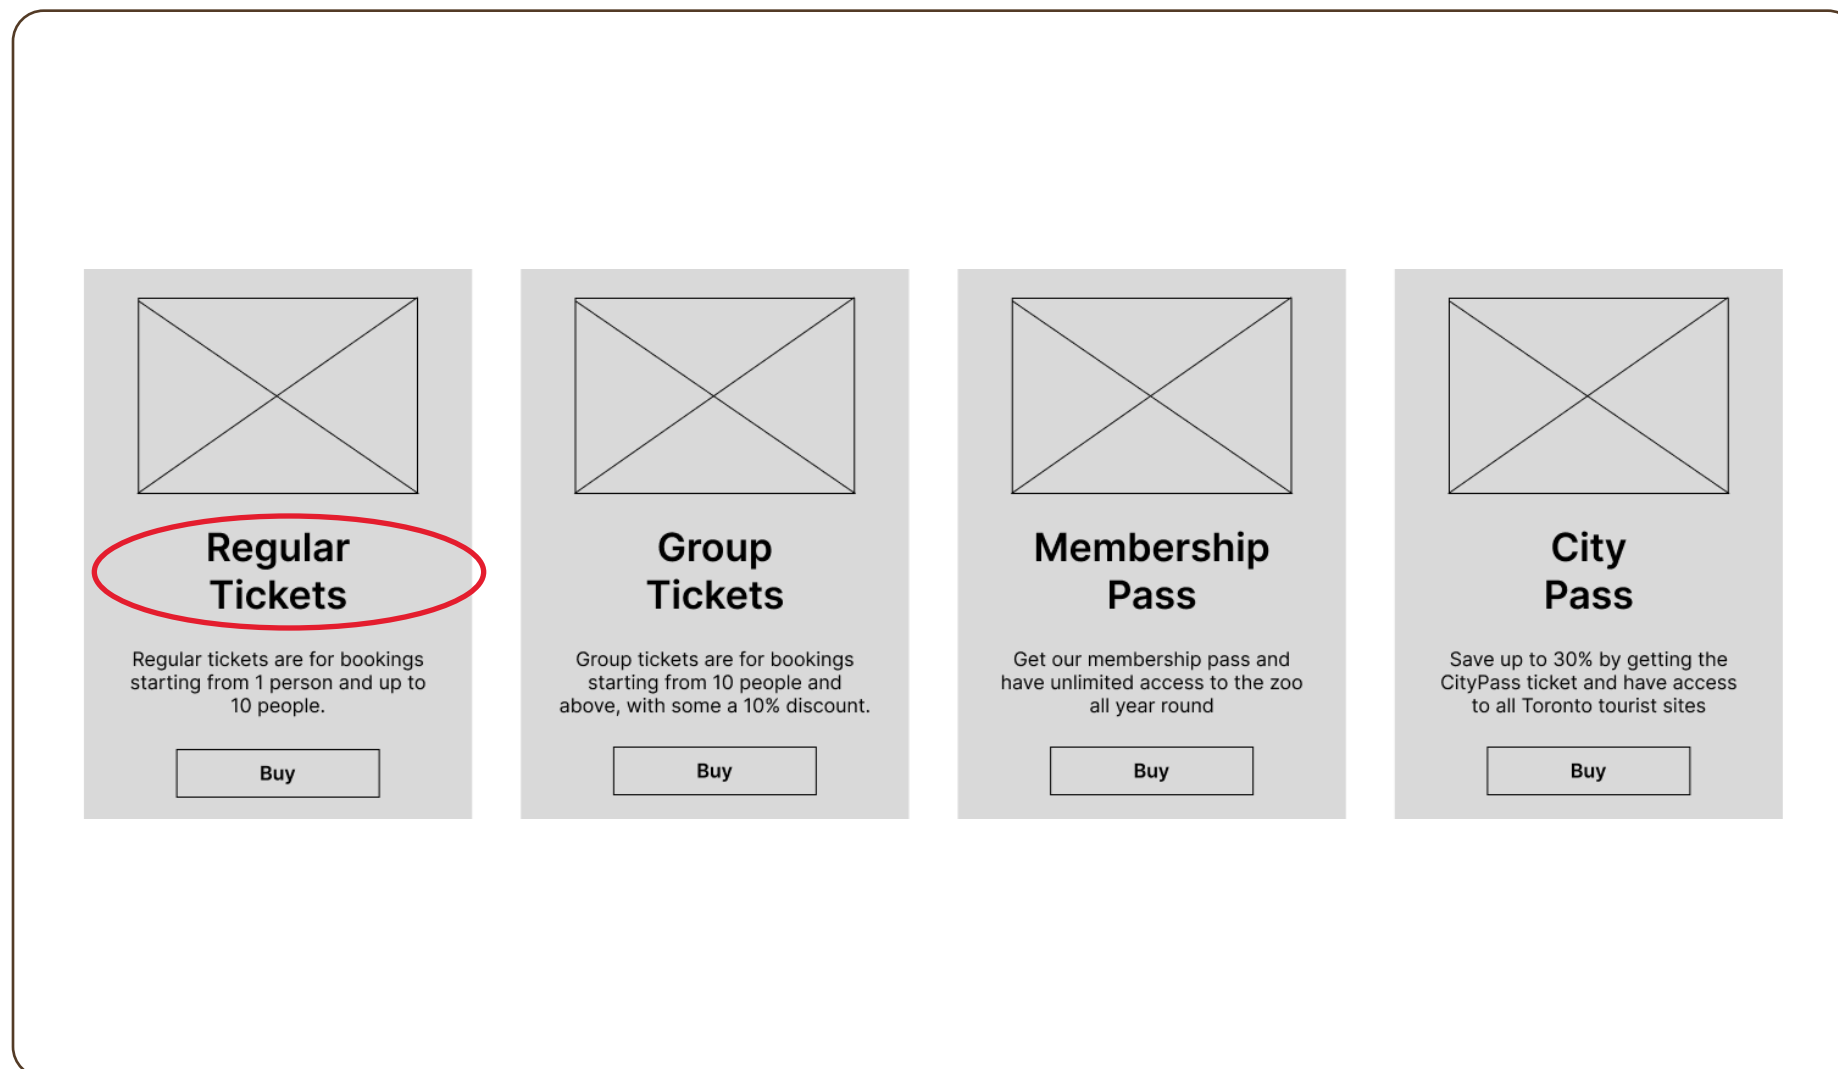 Regular
Tickets
Regular tickets are for bookings
starting from 1 person and up to
10 people.
Buy
Group
Tickets
Group tickets are for bookings
starting from 10 people and
above, with some a 10% discount.
Buy
Membership
Pass
Get our membership pass and
have unlimited access to the zoo
all year round
Buy
City
Pass
Save up to 30% by getting the
CityPass ticket and have access
to all Toronto tourist sites
Buy